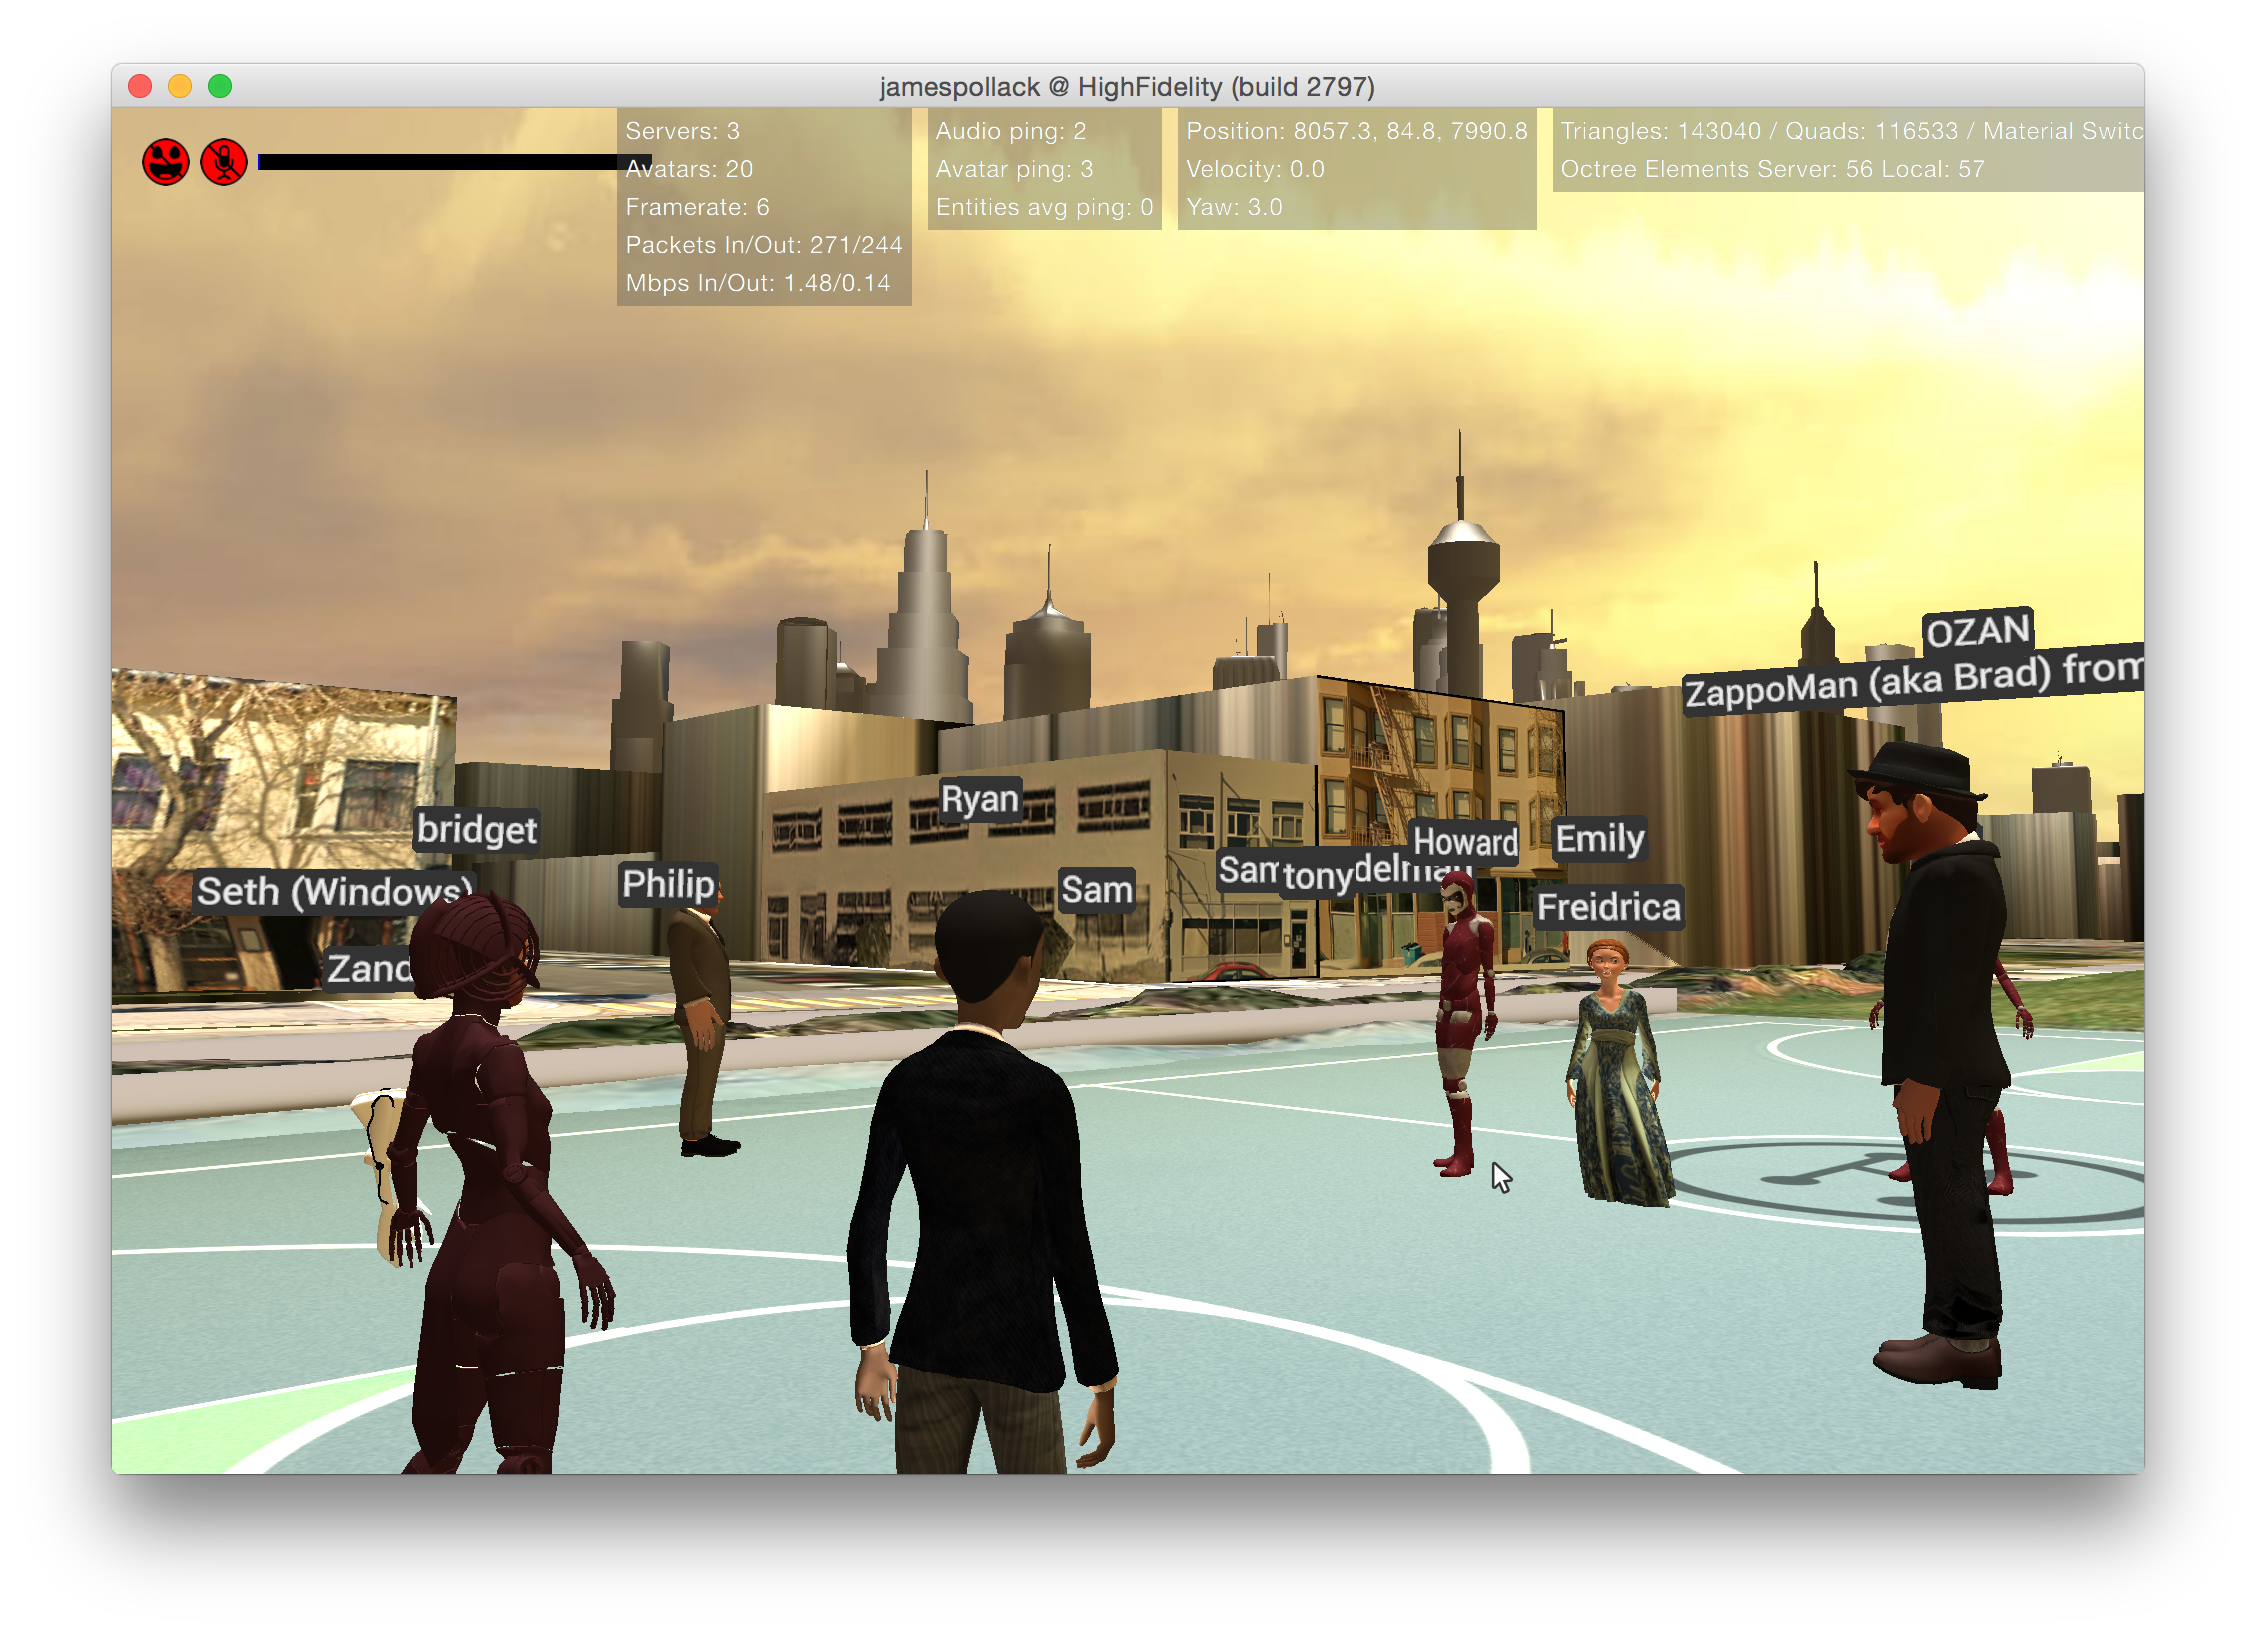 jamespollack @ HighFidelity (build 2797)
Servers: 3
Avatars: 20
Framerate: 6
Packets In/Out: 271/244
Mbps In/Out: 1.48/0.14
Audio ping: 2
Avatar ping: 3
Entities avg ping: 0
Position: 8057.3, 84.8, 7990.8
Velocity: 0.0
Yaw: 3.0
Triangles: 143040 / Quads: 116533 / Material Switc
Octree Elements Server: 56 Local: 57
OZAN
ZappoMan (aka Brad) from
Ryan
bridget
Howard
Emily
Seth (Windows)
Philip
Sam
Sam
tony
Freidrica